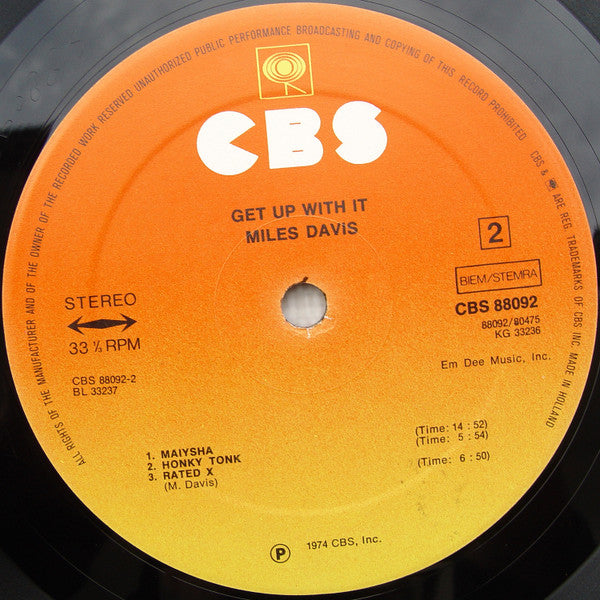 ALL RIGHTS OF THE MANUFACTURER AND OF THE OWNER OF THE RECORDED WORK RESERVED UNAUTHORIZED PUBLIC PERFORMANCE BROADCASTING AND COPYING OF THIS RECORD PROHIBITED
CBS & ARE REG. TRADEMARKS OF CBS INC. MADE IN HOLLAND
CBS
GET UP WITH IT
MILES DAViS
2
BIEM/STEMRA
STEREO
33 ⅓ RPM
CBS 88092
88092/80475
KG 33236
CBS 88092-2
BL 33237
Em Dee Music, Inc.
1. MAIYSHA (Time: 14 : 52)
2. HONKY TONK (Time: 5 : 54)
3. RATED X (Time: 6 : 50)
(M. Davis)
℗ 1974 CBS, Inc.